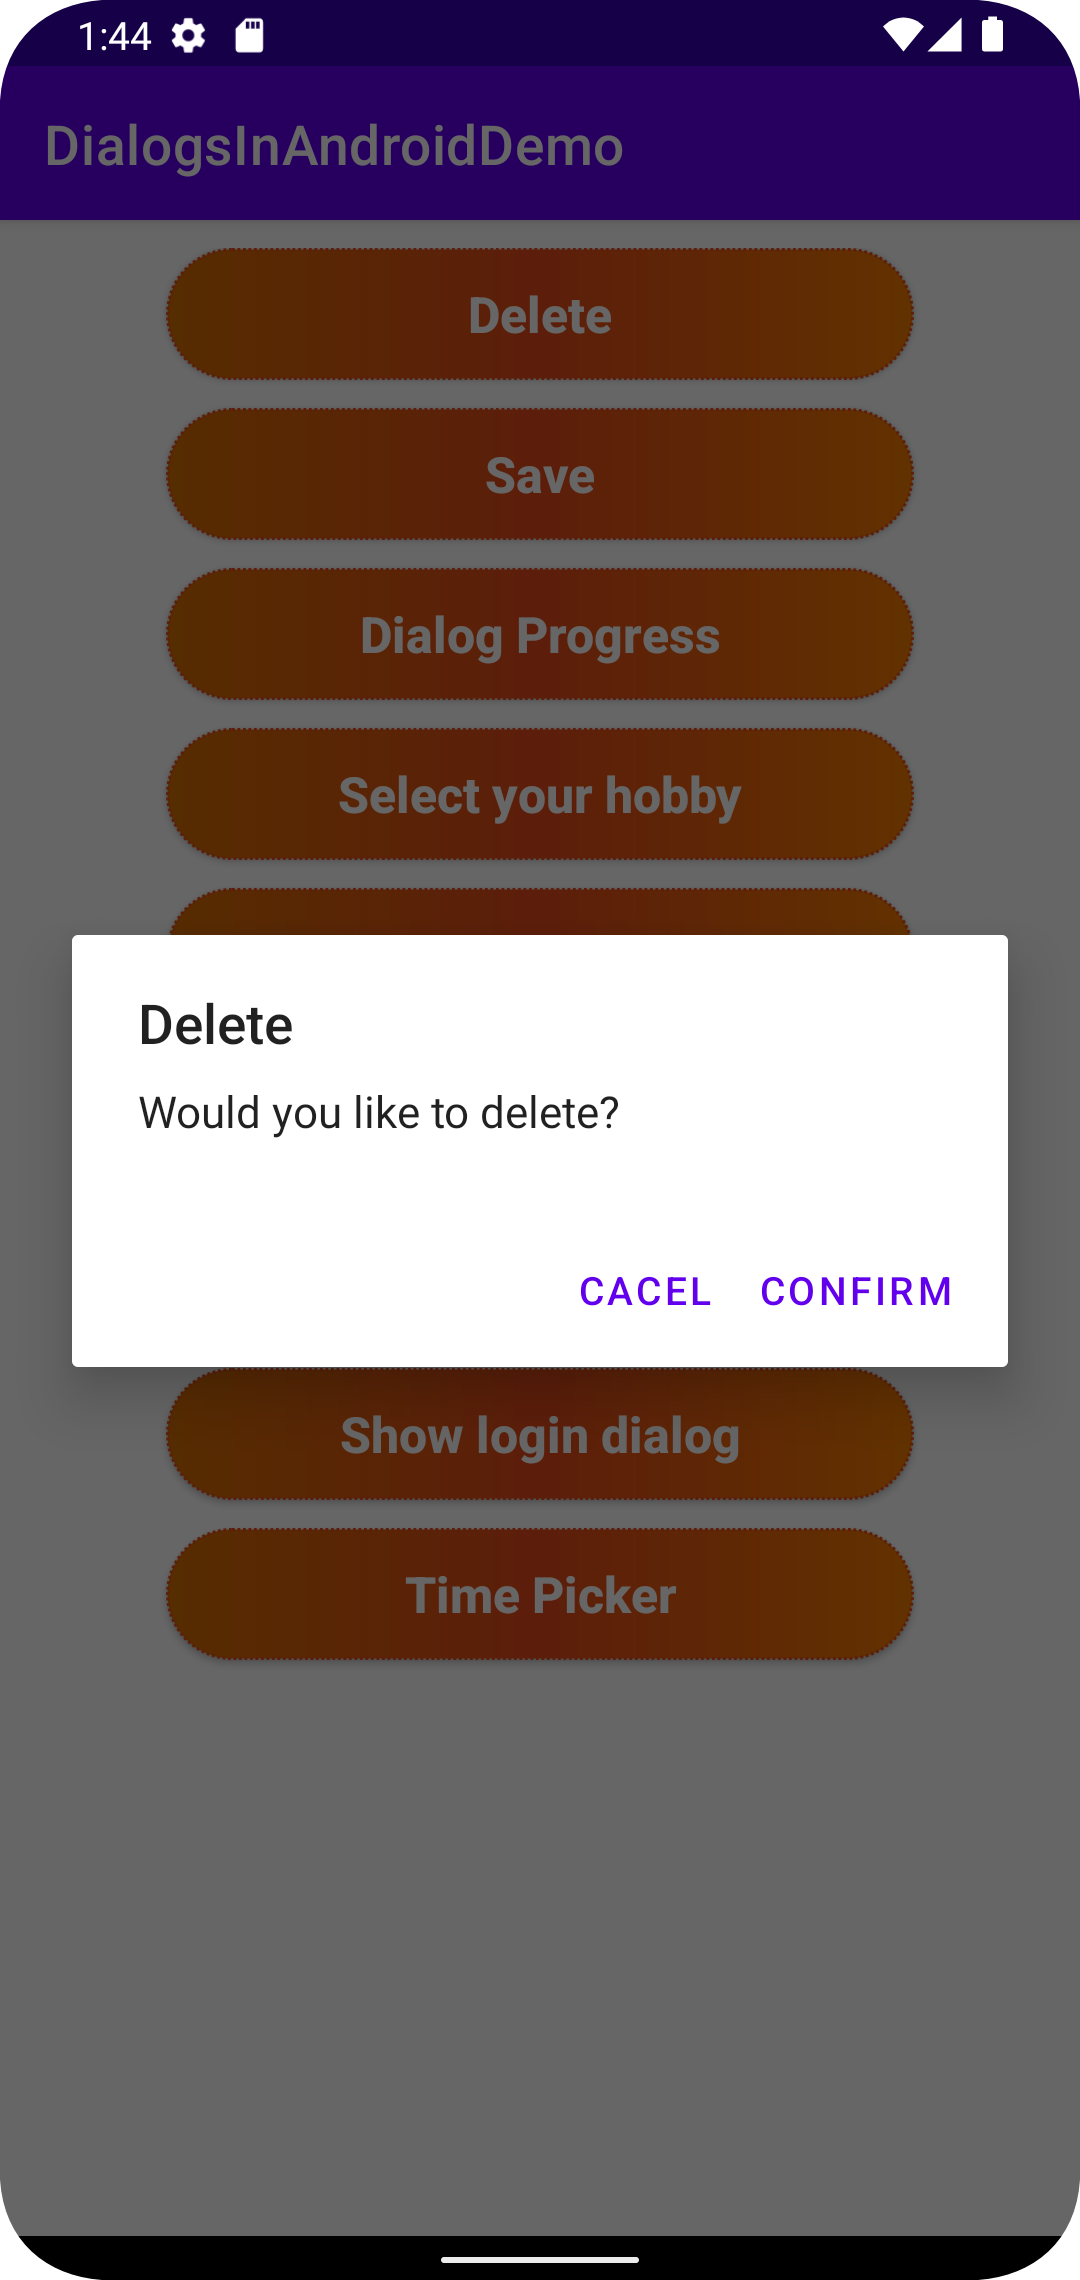 1:44
DialogsInAndroidDemo
Delete
Save
Dialog Progress
Select your hobby
Delete
Would you like to delete?
CACEL CONFIRM
Show login dialog
Time Picker